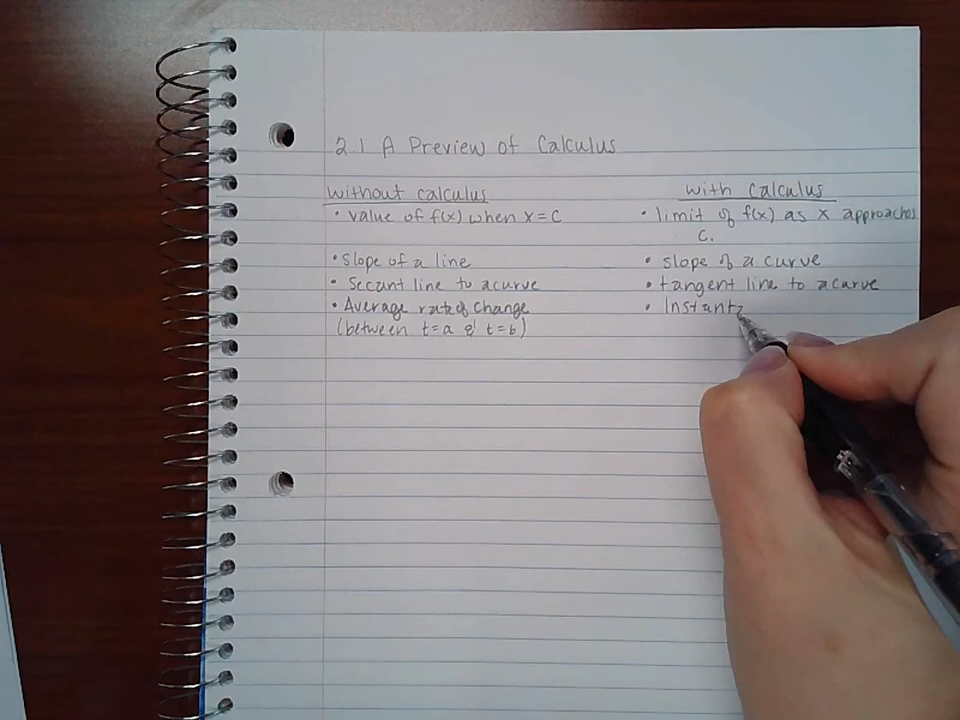 2.1 A Preview of Calculus
without calculus
with Calculus
• value of f(x) when x = c
• limit of f(x) as x approaches
c.
• Slope of a line
• slope of a curve
• Secant line to a curve
• tangent line to a curve
• Average rate of change
• Instant
(between t=a & t=b)